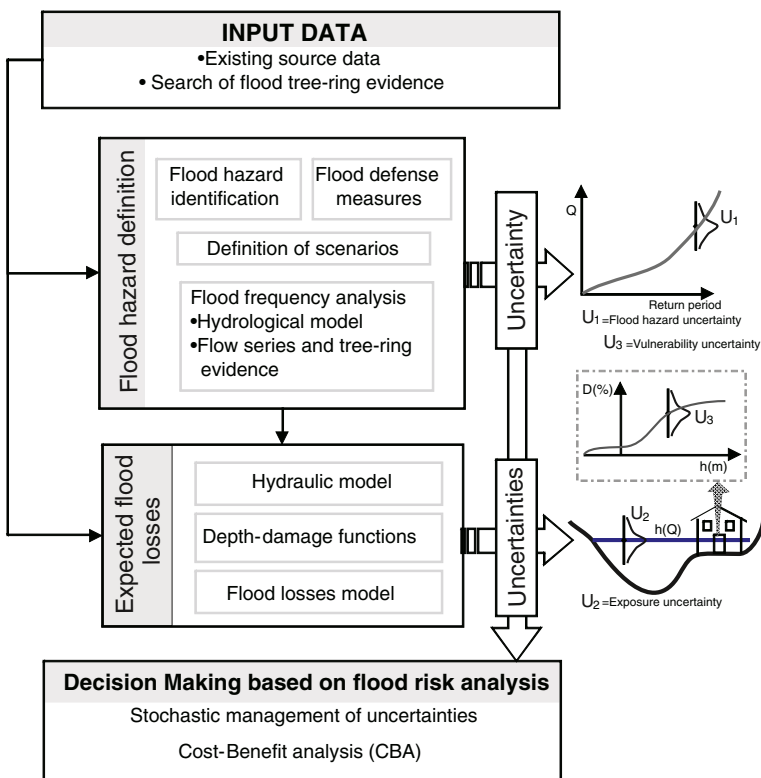 INPUT DATA
•Existing source data
• Search of flood tree-ring evidence
Flood hazard definition
Flood hazard
identification
Flood defense
measures
Definition of scenarios
Flood frequency analysis
•Hydrological model
•Flow series and tree-ring
evidence
Uncertainty
Q
U1
Return period
U1=Flood hazard uncertainty
U3 =Vulnerability uncertainty
D(%)
U3
h(m)
Expected flood
losses
Hydraulic model
Depth-damage functions
Flood losses model
Uncertainties
U2
h(Q)
U2=Exposure uncertainty
Decision Making based on flood risk analysis
Stochastic management of uncertainties
Cost-Benefit analysis (CBA)